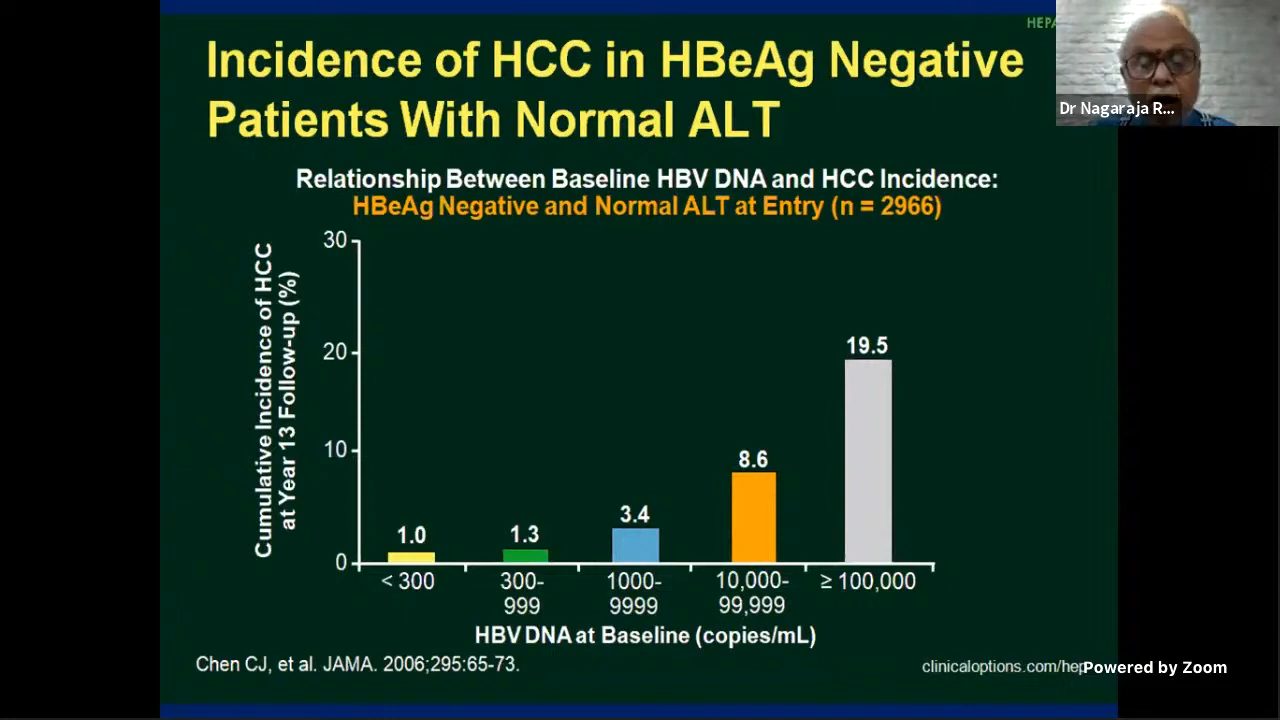 HEPA
Incidence of HCC in HBeAg Negative
Patients With Normal ALT
Dr Nagaraja R...
Relationship Between Baseline HBV DNA and HCC Incidence:
HBeAg Negative and Normal ALT at Entry (n = 2966)
Cumulative Incidence of HCC
at Year 13 Follow-up (%)
30
20
10
0
1.0
1.3
3.4
8.6
19.5
< 300
300-
999
1000-
9999
10,000-
99,999
≥ 100,000
HBV DNA at Baseline (copies/mL)
Chen CJ, et al. JAMA. 2006;295:65-73.
clinicaloptions.com/hep
Powered by Zoom